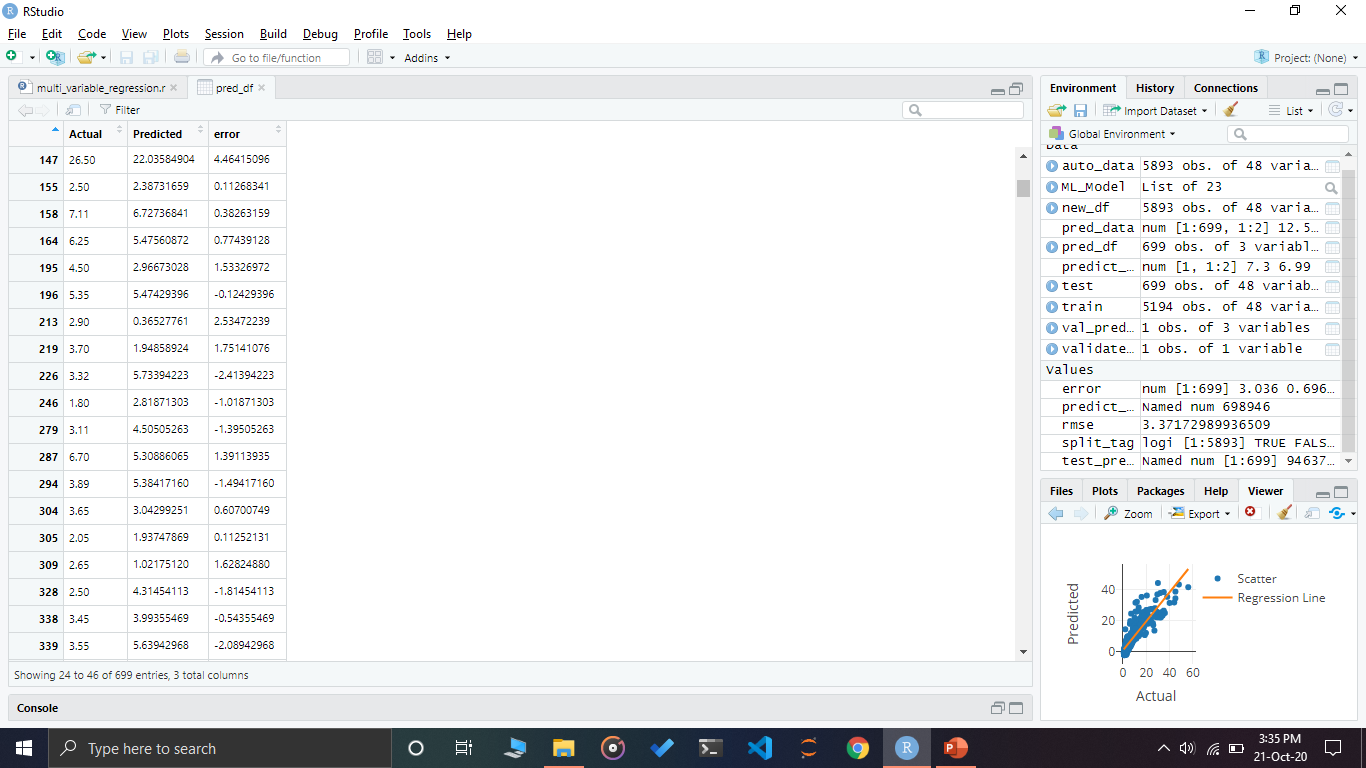 RStudio
File Edit Code View Plots Session Build Debug Profile Tools Help
Go to file/function Addins Project: (None)
multi_variable_regression.r pred_df
Filter
Actual Predicted error
147 26.50 22.03584904 4.46415096
155 2.50 2.38731659 0.11268341
158 7.11 6.72736841 0.38263159
164 6.25 5.47560872 0.77439128
195 4.50 2.96673028 1.53326972
196 5.35 5.47429396 -0.12429396
213 2.90 0.36527761 2.53472239
219 3.70 1.94858924 1.75141076
226 3.32 5.73394223 -2.41394223
246 1.80 2.81871303 -1.01871303
279 3.11 4.50505263 -1.39505263
287 6.70 5.30886065 1.39113935
294 3.89 5.38417160 -1.49417160
304 3.65 3.04299251 0.60700749
305 2.05 1.93747869 0.11252131
309 2.65 1.02175120 1.62824880
328 2.50 4.31454113 -1.81454113
338 3.45 3.99355469 -0.54355469
339 3.55 5.63942968 -2.08942968
Showing 24 to 46 of 699 entries, 3 total columns
Console
Environment History Connections
Import Dataset List
Global Environment
Data
auto_data 5893 obs. of 48 varia…
ML_Model List of 23
new_df 5893 obs. of 48 varia…
pred_data num [1:699, 1:2] 12.5…
pred_df 699 obs. of 3 variabl…
predict_… num [1, 1:2] 7.3 6.99
test 699 obs. of 48 variab…
train 5194 obs. of 48 varia…
val_pred… 1 obs. of 3 variables
validate… 1 obs. of 1 variable
Values
error num [1:699] 3.036 0.696…
predict_… Named num 698946
rmse 3.37172989936509
split_tag logi [1:5893] TRUE FALS…
test_pre… Named num [1:699] 94637…
Files Plots Packages Help Viewer
Zoom Export
Scatter
Regression Line
Predicted
40
20
0
0 20 40 60
Actual
Type here to search
3:35 PM
21-Oct-20